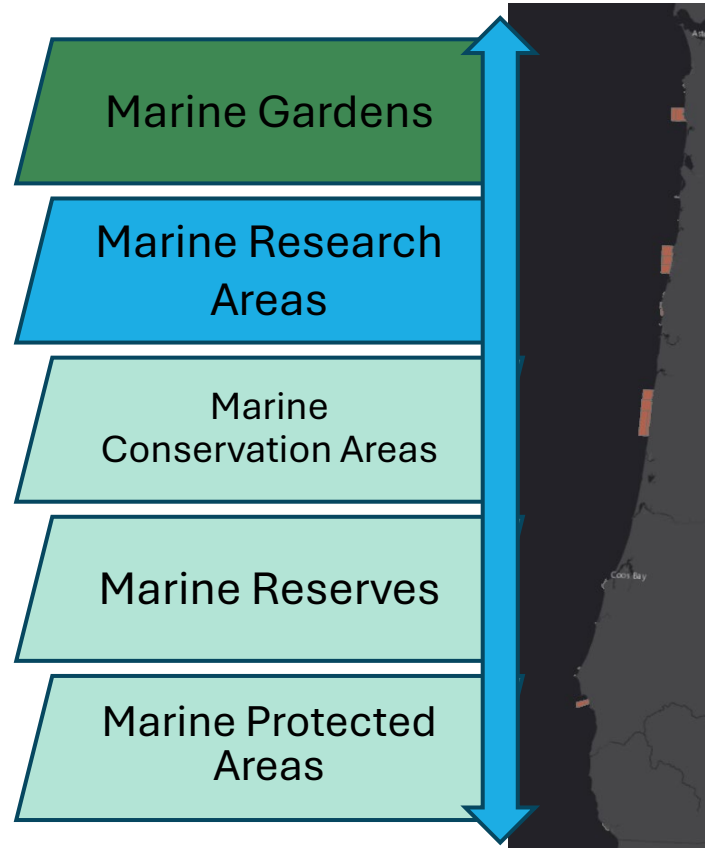 Marine Gardens
Marine Research
Areas
Marine
Conservation Areas
Marine Reserves
Marine Protected
Areas
Coos Bay